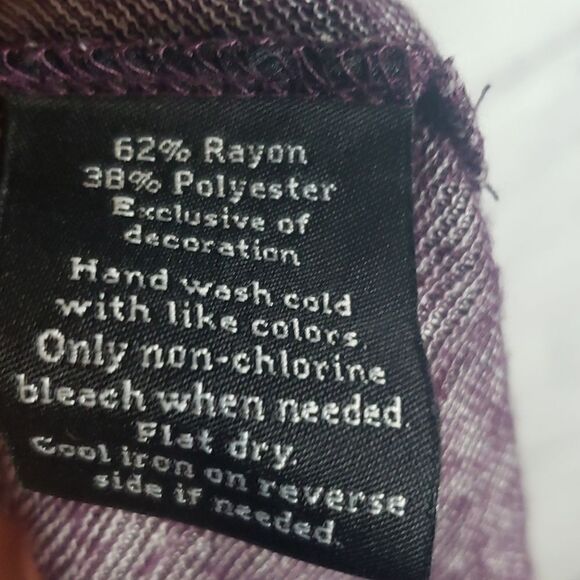 62% Rayon
38% Polyester
Exclusive of
decoration
Hand wash cold
with like colors.
Only non-chlorine
bleach when needed.
Flat dry.
Cool iron on reverse
side if needed.